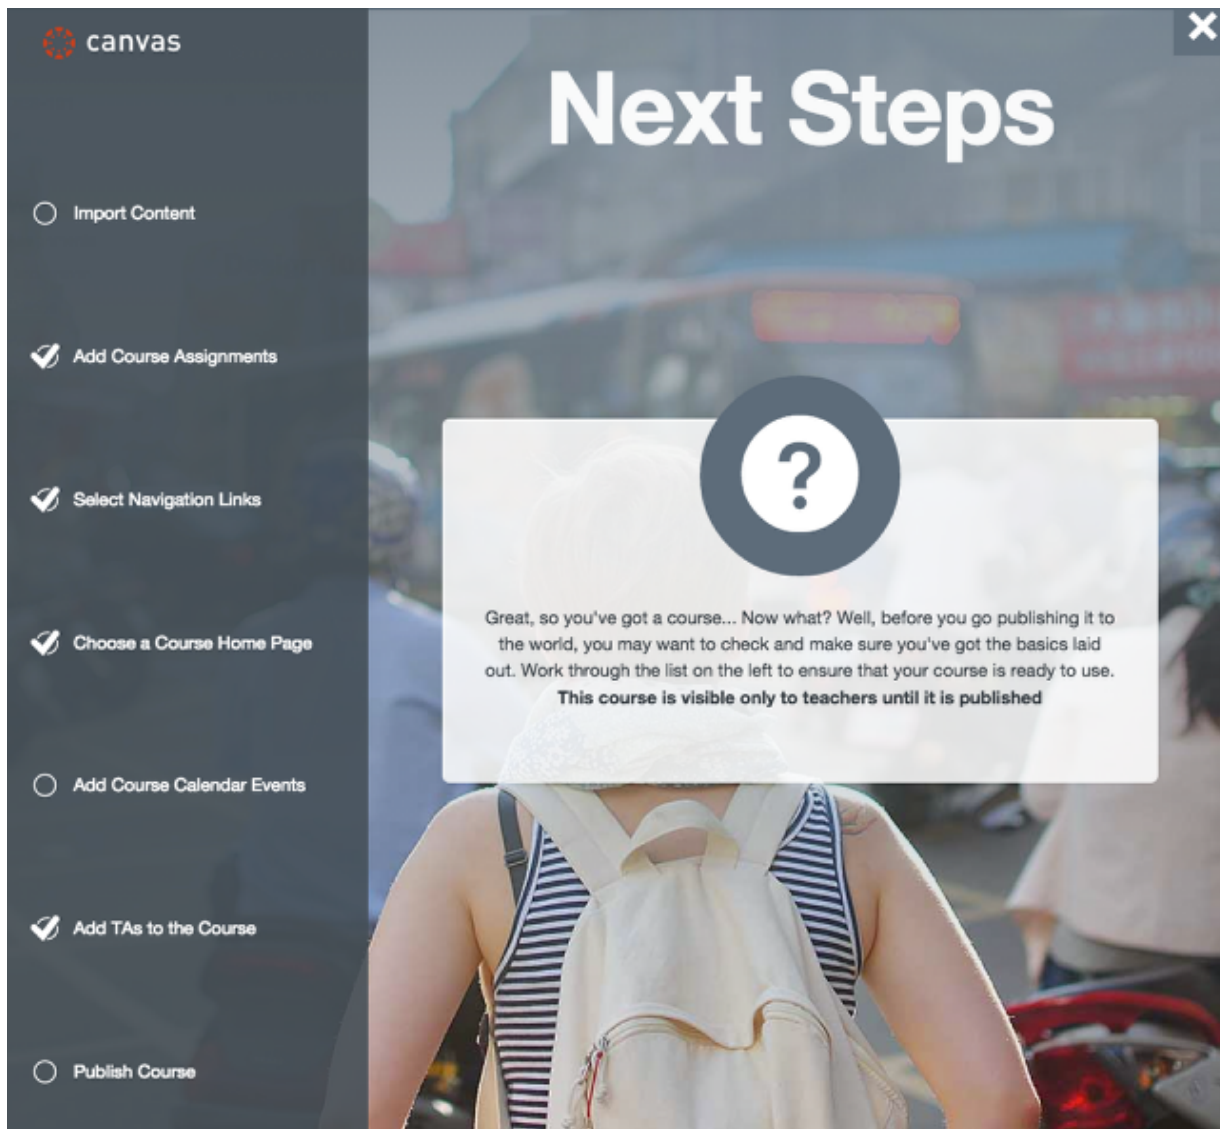 canvas
Next Steps
Import Content
Add Course Assignments
Select Navigation Links
Choose a Course Home Page
Add Course Calendar Events
Add TAs to the Course
Publish Course
?
Great, so you've got a course... Now what? Well, before you go publishing it to
the world, you may want to check and make sure you've got the basics laid
out. Work through the list on the left to ensure that your course is ready to use.
This course is visible only to teachers until it is published